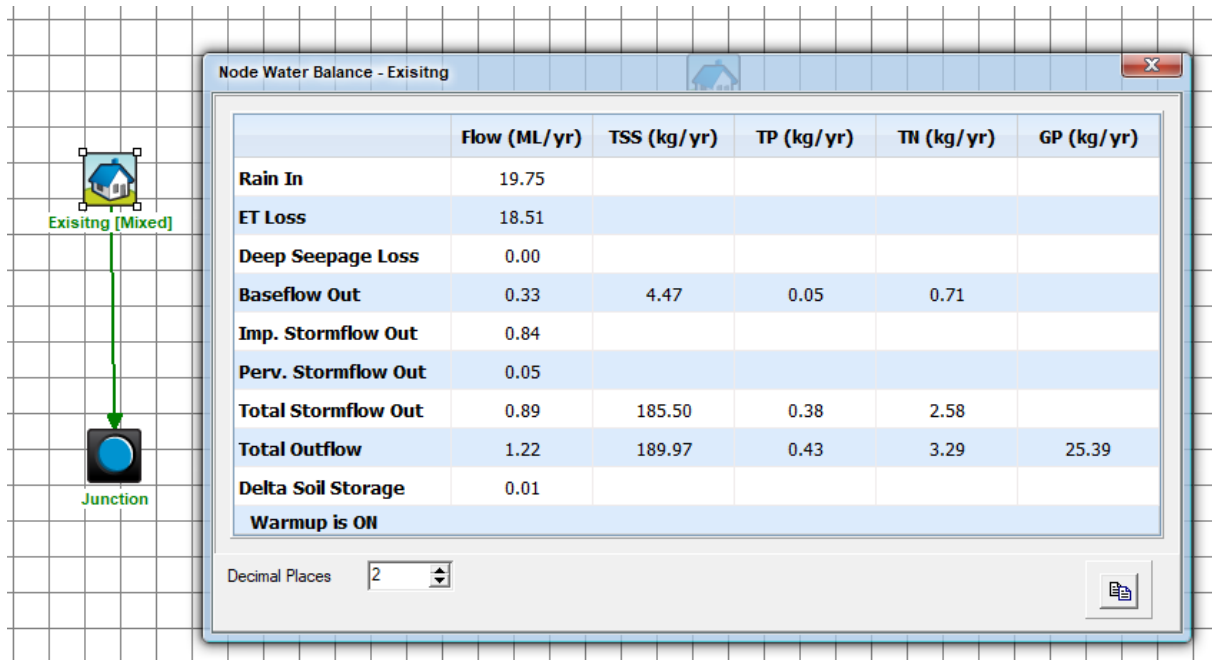 Node Water Balance - Exisitng
Flow (ML/yr) TSS (kg/yr) TP (kg/yr) TN (kg/yr) GP (kg/yr)
Rain In 19.75
ET Loss 18.51
Deep Seepage Loss 0.00
Baseflow Out 0.33 4.47 0.05 0.71
Imp. Stormflow Out 0.84
Perv. Stormflow Out 0.05
Total Stormflow Out 0.89 185.50 0.38 2.58
Total Outflow 1.22 189.97 0.43 3.29 25.39
Delta Soil Storage 0.01
Warmup is ON
Decimal Places 2
Exisitng [Mixed]
Junction